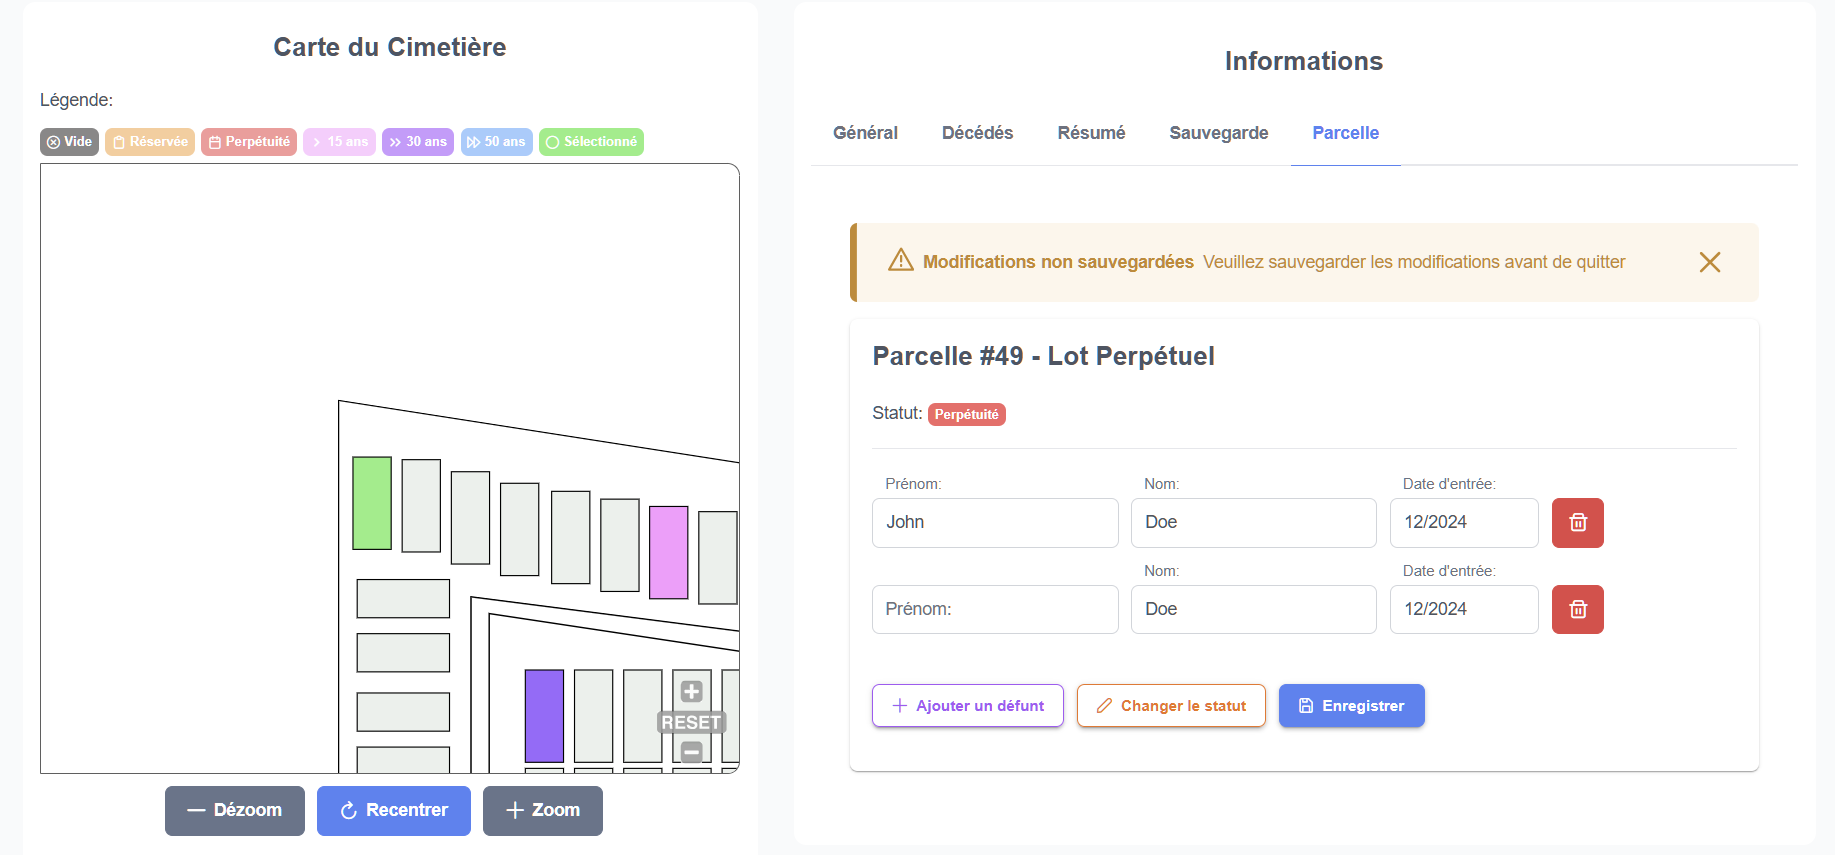 Carte du Cimetière
Légende:
Vide Réservée Perpétuité 15 ans 30 ans 50 ans Sélectionné
RESET
Dézoom Recentrer Zoom
Informations
Général Décédés Résumé Sauvegarde Parcelle
Modifications non sauvegardées Veuillez sauvegarder les modifications avant de quitter
Parcelle #49 - Lot Perpétuel
Statut: Perpétuité
Prénom: Nom: Date d'entrée:
John Doe 12/2024
Nom: Date d'entrée:
Prénom: Doe 12/2024
Ajouter un défunt Changer le statut Enregistrer